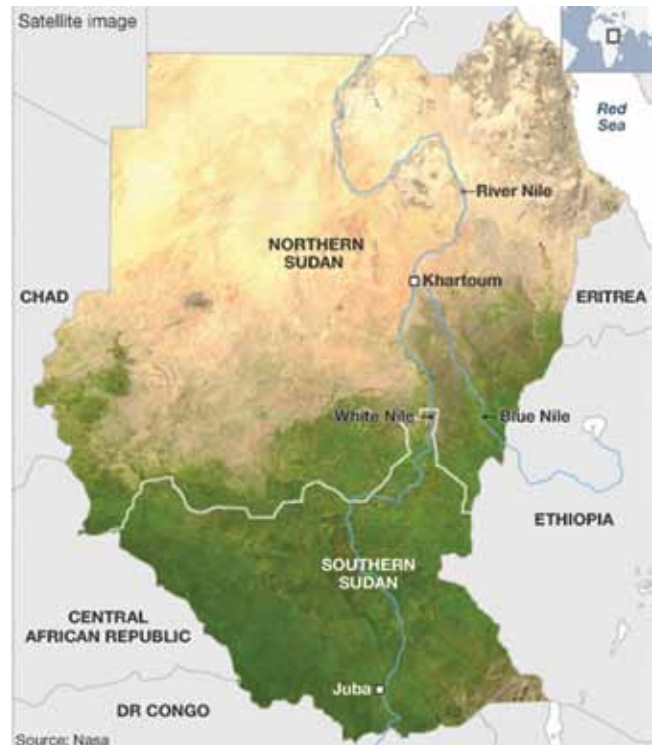 Satellite image
Red
Sea
River Nile
NORTHERN
SUDAN
Khartoum
CHAD
ERITREA
White Nile
Blue Nile
ETHIOPIA
SOUTHERN
SUDAN
CENTRAL
AFRICAN REPUBLIC
Juba
DR CONGO
Source: Nasa